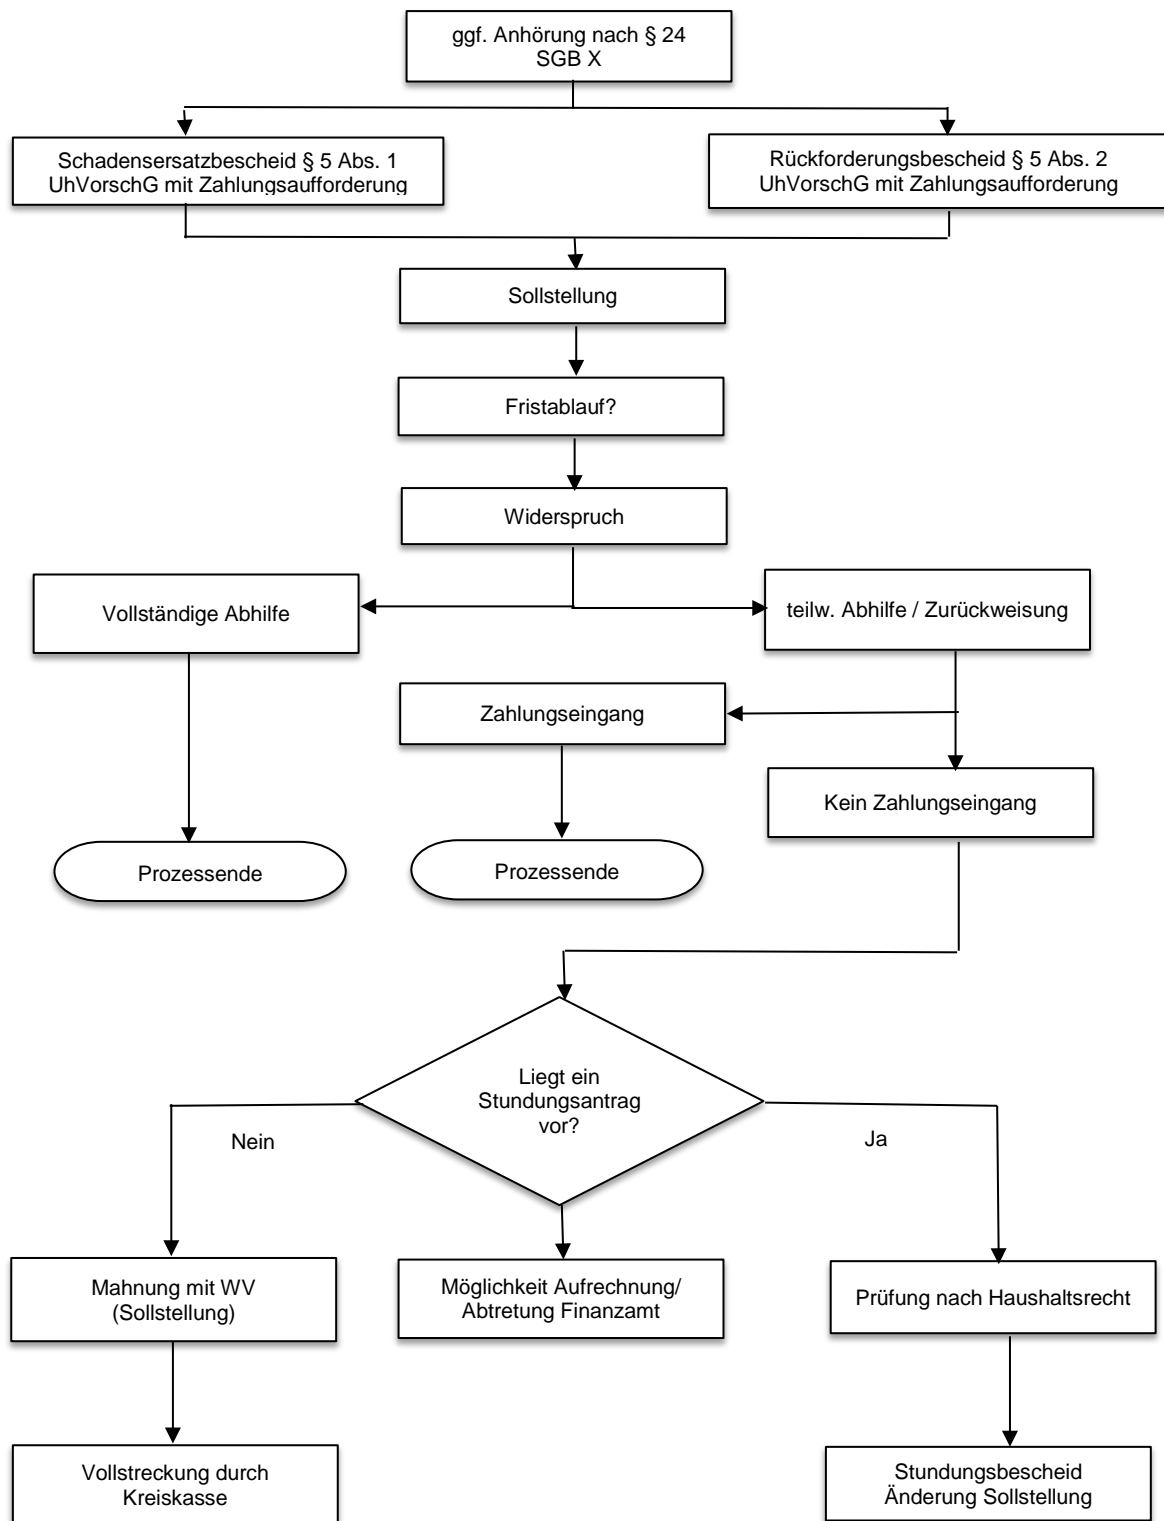 ggf. Anhörung nach § 24
SGB X
Schadensersatzbescheid § 5 Abs. 1
UhVorschG mit Zahlungsaufforderung
Rückforderungsbescheid § 5 Abs. 2
UhVorschG mit Zahlungsaufforderung
Sollstellung
Fristablauf?
Widerspruch
Vollständige Abhilfe
teilw. Abhilfe / Zurückweisung
Zahlungseingang
Kein Zahlungseingang
Prozessende
Prozessende
Liegt ein
Stundungsantrag
vor?
Nein
Ja
Mahnung mit WV
(Sollstellung)
Möglichkeit Aufrechnung/
Abtretung Finanzamt
Prüfung nach Haushaltsrecht
Vollstreckung durch
Kreiskasse
Stundungsbescheid
Änderung Sollstellung